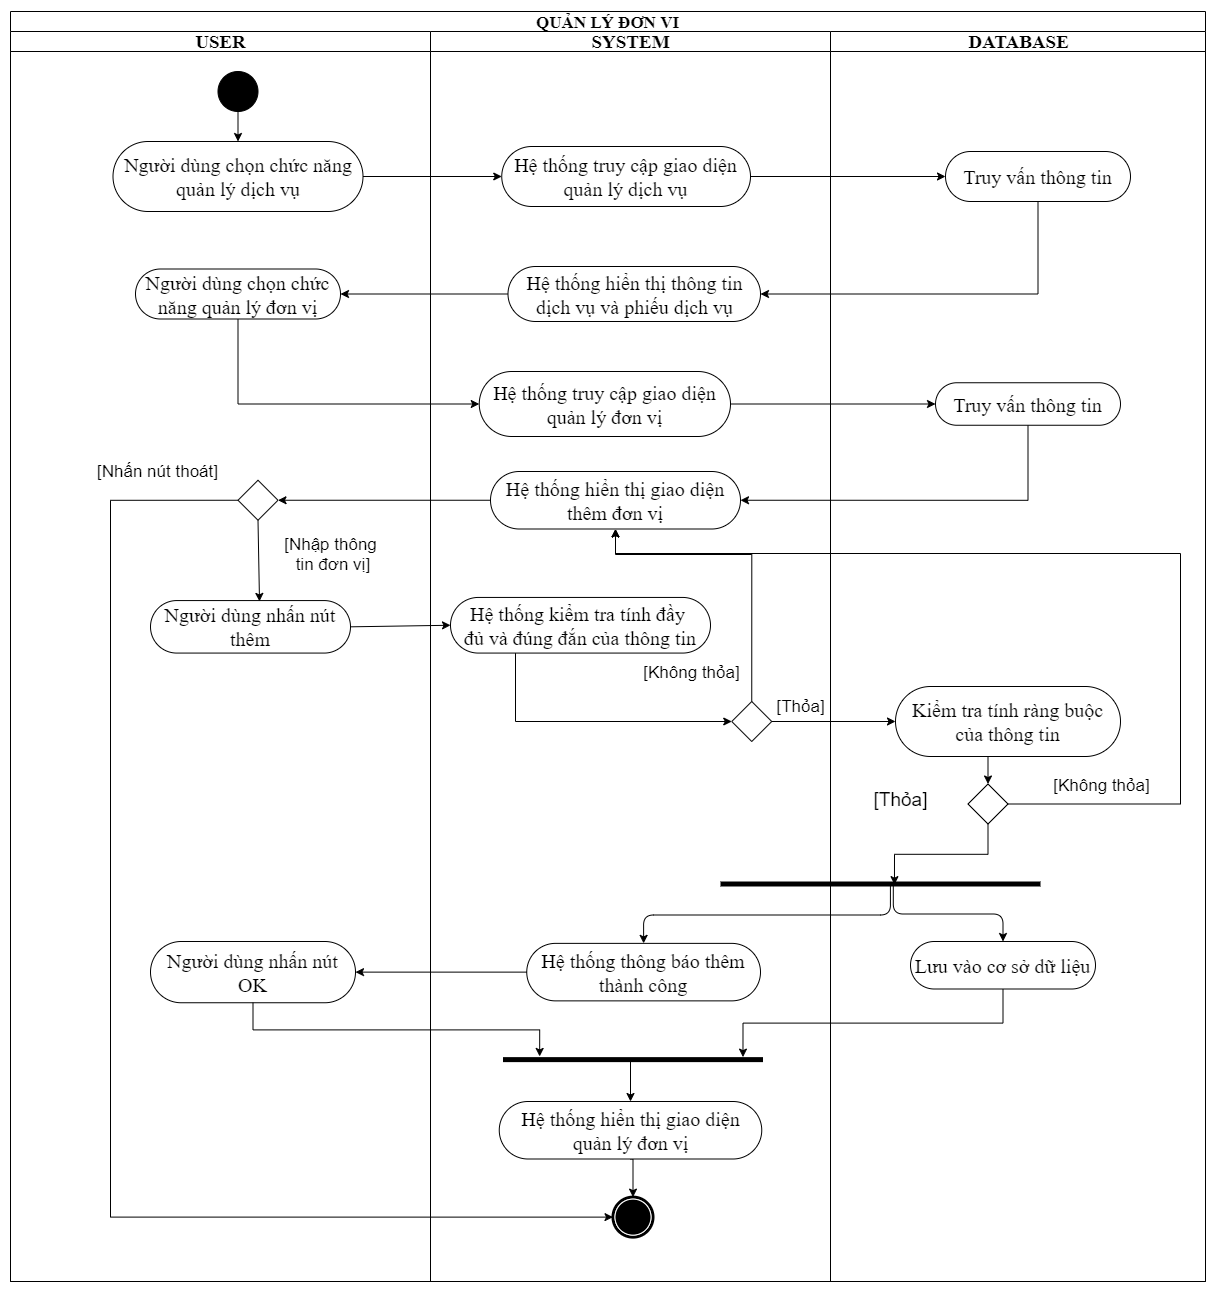 QUẢN LÝ ĐƠN VI
USER
SYSTEM
DATABASE
Người dùng chọn chức năng
quản lý dịch vụ
Hệ thống truy cập giao diện
quản lý dịch vụ
Truy vấn thông tin
Người dùng chọn chức
năng quản lý đơn vị
Hệ thống hiển thị thông tin
dịch vụ và phiếu dịch vụ
Hệ thống truy cập giao diện
quản lý đơn vị
Truy vấn thông tin
[Nhấn nút thoát]
Hệ thống hiển thị giao diện
thêm đơn vị
[Nhập thông
tin đơn vị]
Người dùng nhấn nút
thêm
Hệ thống kiểm tra tính đầy
đủ và đúng đắn của thông tin
[Không thỏa]
[Thỏa]
Kiểm tra tính ràng buộc
của thông tin
[Thỏa]
[Không thỏa]
Người dùng nhấn nút
OK
Hệ thống thông báo thêm
thành công
Lưu vào cơ sở dữ liệu
Hệ thống hiển thị giao diện
quản lý đơn vị